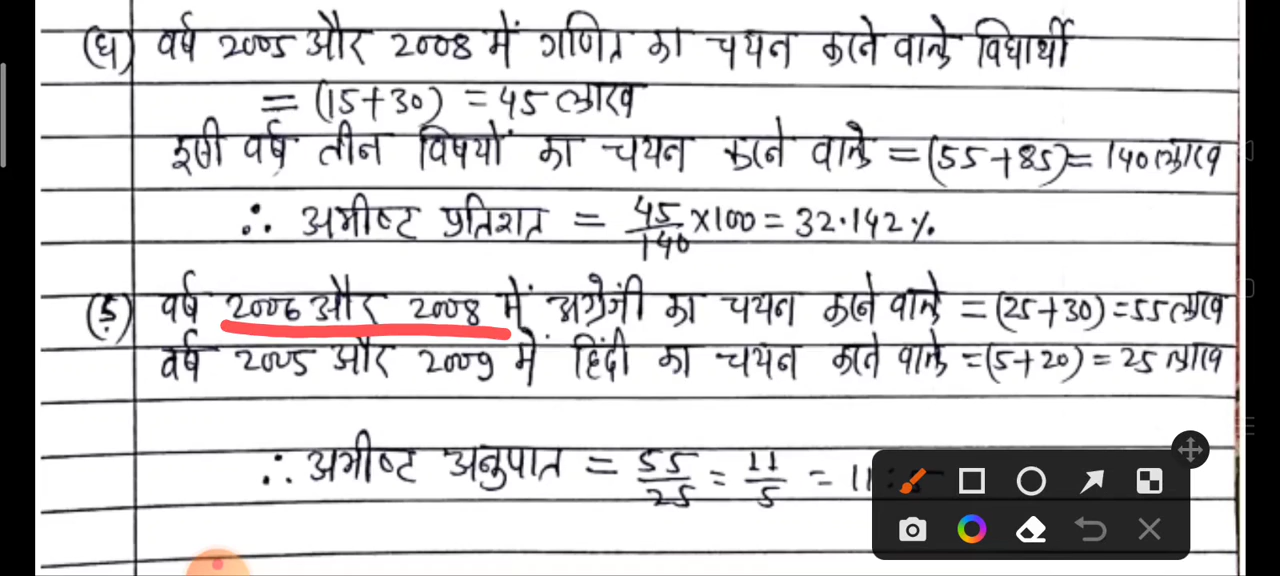 (घ) वर्ष 2005 और 2008 में गणित का चयन करने वाले विद्यार्थी
= (15+30) = 45 लाख
इसी वर्ष तीन विषयों का चयन करने वाले = (55+85) = 140 लाख
∴ अभीष्ट प्रतिशत = 45/140 × 100 = 32.142 %.
(ङ) वर्ष 2006 और 2008 में अंग्रेजी का चयन करने वाले = (25+30) = 55 लाख
वर्ष 2005 और 2009 में हिंदी का चयन करने वाले = (5+20) = 25 लाख
∴ अभीष्ट अनुपात = 55/25 = 11/5 = 11